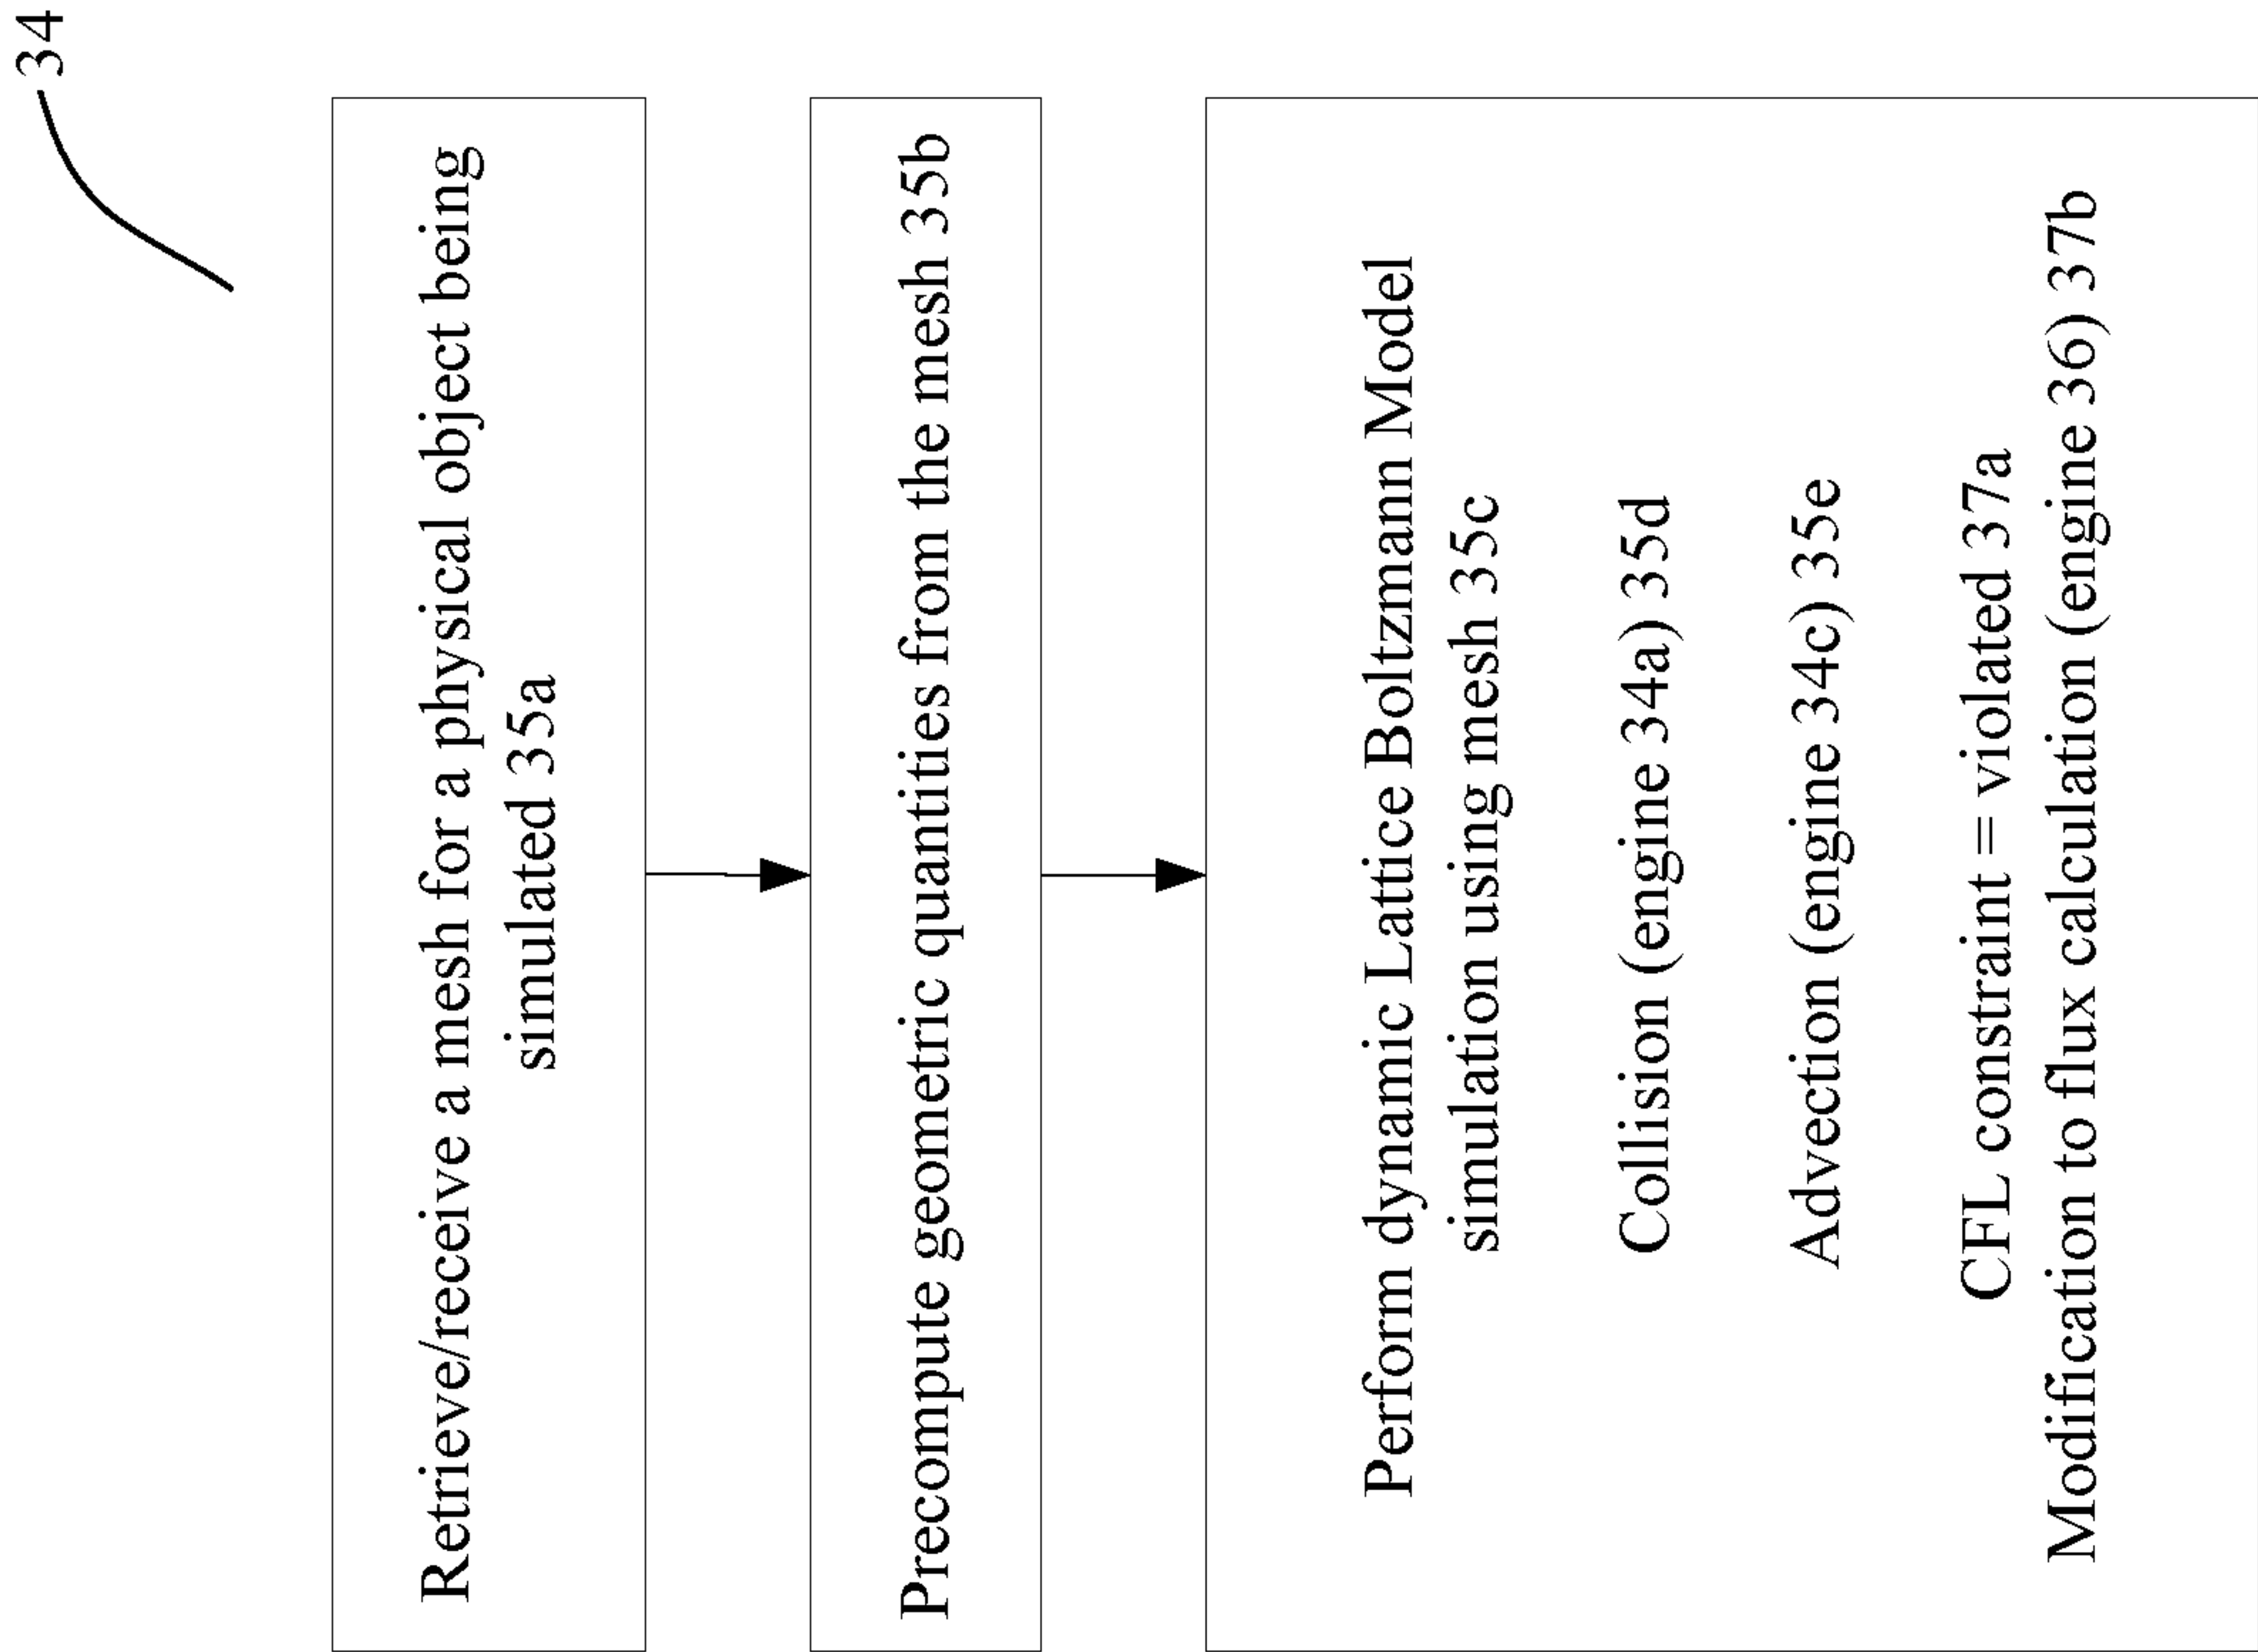 34
Retrieve/receive a mesh for a physical object being
simulated 35a
Precompute geometric quantities from the mesh 35b
Perform dynamic Lattice Boltzmann Model
simulation using mesh 35c
Collision (engine 34a) 35d
Advection (engine 34c) 35e
CFL constraint = violated 37a
Modification to flux calculation (engine 36) 37b